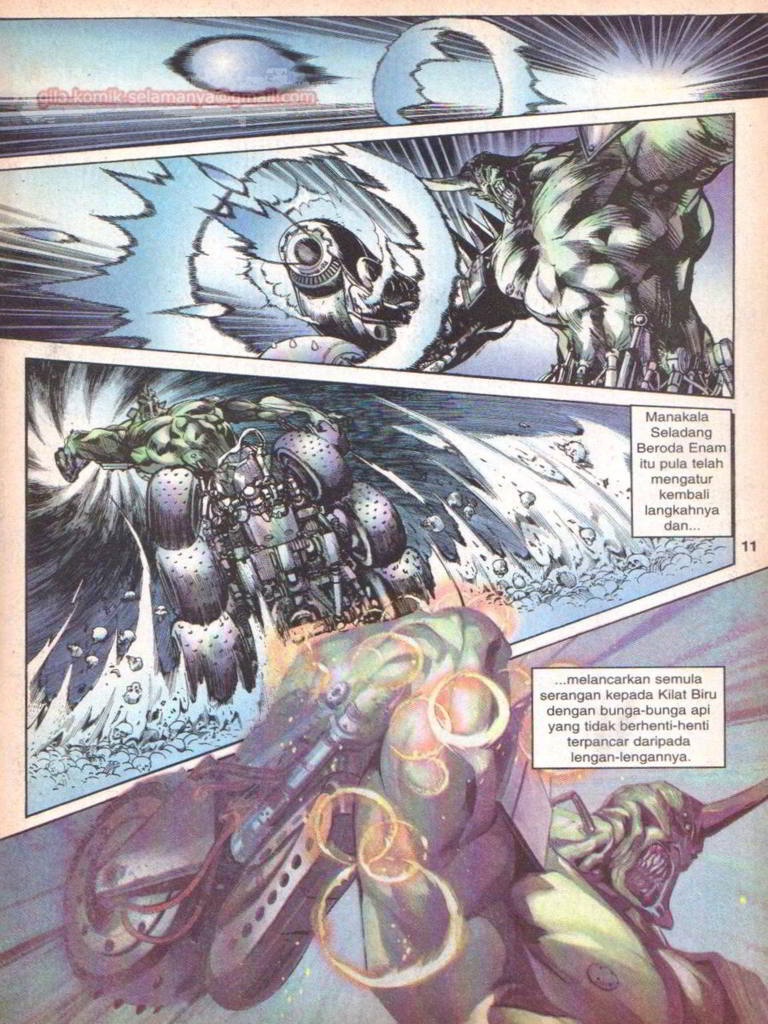 gila.komik.selamanya@gmail.com
Manakala
Seladang
Beroda Enam
itu pula telah
mengatur
kembali
langkahnya
dan...
11
...melancarkan semula
serangan kepada Kilat Biru
dengan bunga-bunga api
yang tidak berhenti-henti
terpancar daripada
lengan-lengannya.